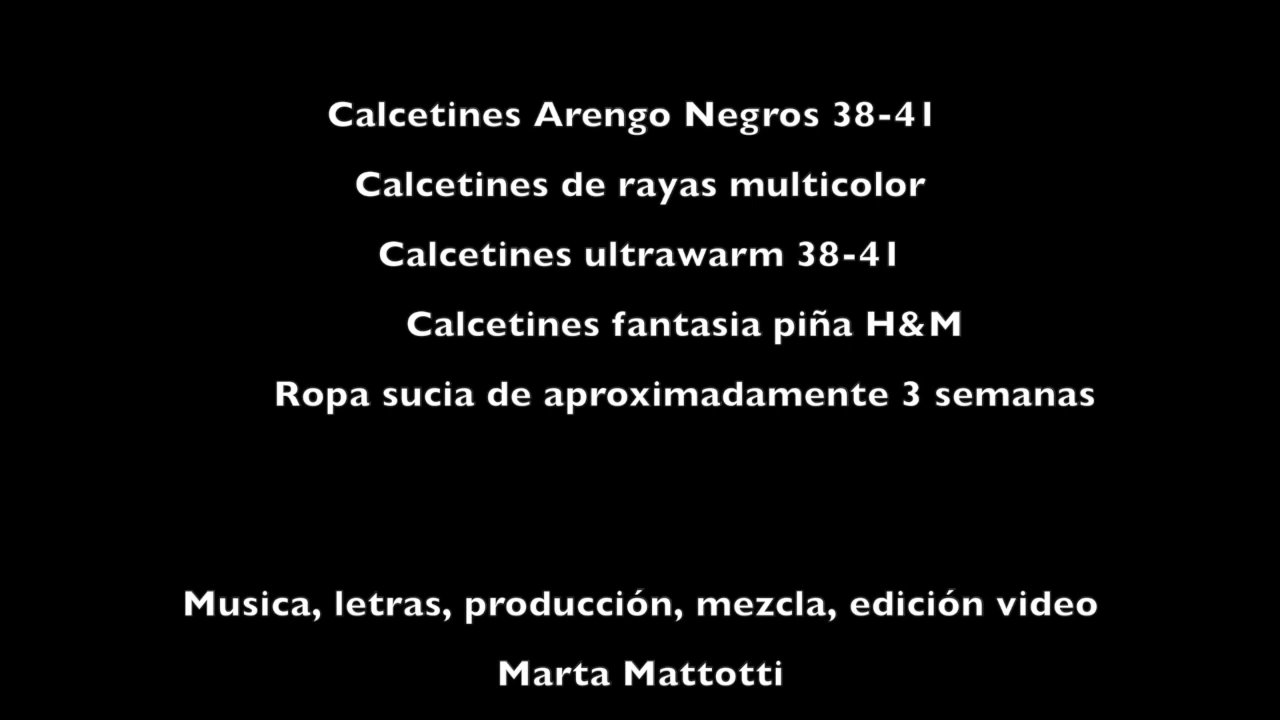 Calcetines Arengo Negros 38-41
Calcetines de rayas multicolor
Calcetines ultrawarm 38-41
Calcetines fantasia piña H&M
Ropa sucia de aproximadamente 3 semanas
Musica, letras, producción, mezcla, edición video
Marta Mattotti